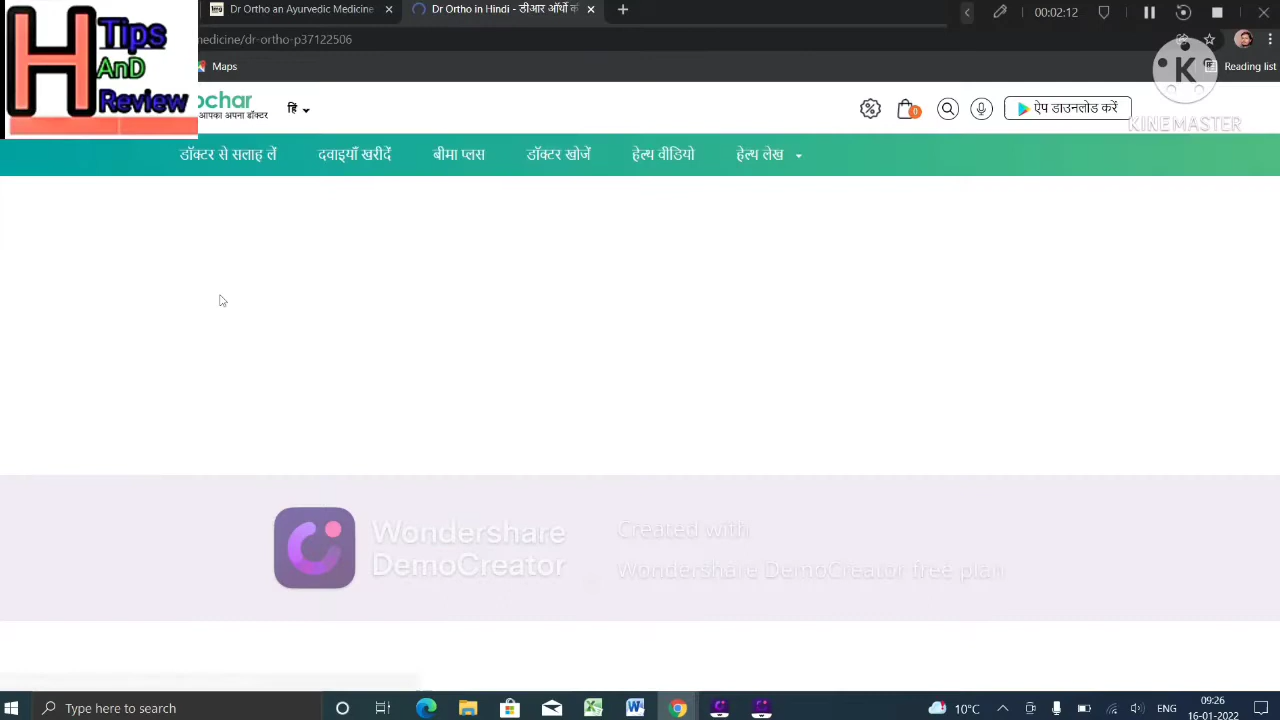 Dr Ortho an Ayurvedic Medicine
Dr Ortho in Hindi - टीआर ऑर्थो की
00:02:12
edicine/dr-ortho-p37122506
Maps
Reading list
H Tips
AnD
Review
ochar
आपका अपना डॉक्टर
हिं
0
ऐप डाउनलोड करें
K
KINEMASTER
डॉक्टर से सलाह लें
दवाइयाँ खरीदें
बीमा प्लस
डॉक्टर खोजें
हेल्थ वीडियो
हेल्थ लेख
Wondershare
DemoCreator
Created with
Wondershare DemoCreator free plan
Type here to search
10°C
ENG
09:26
16-01-2022